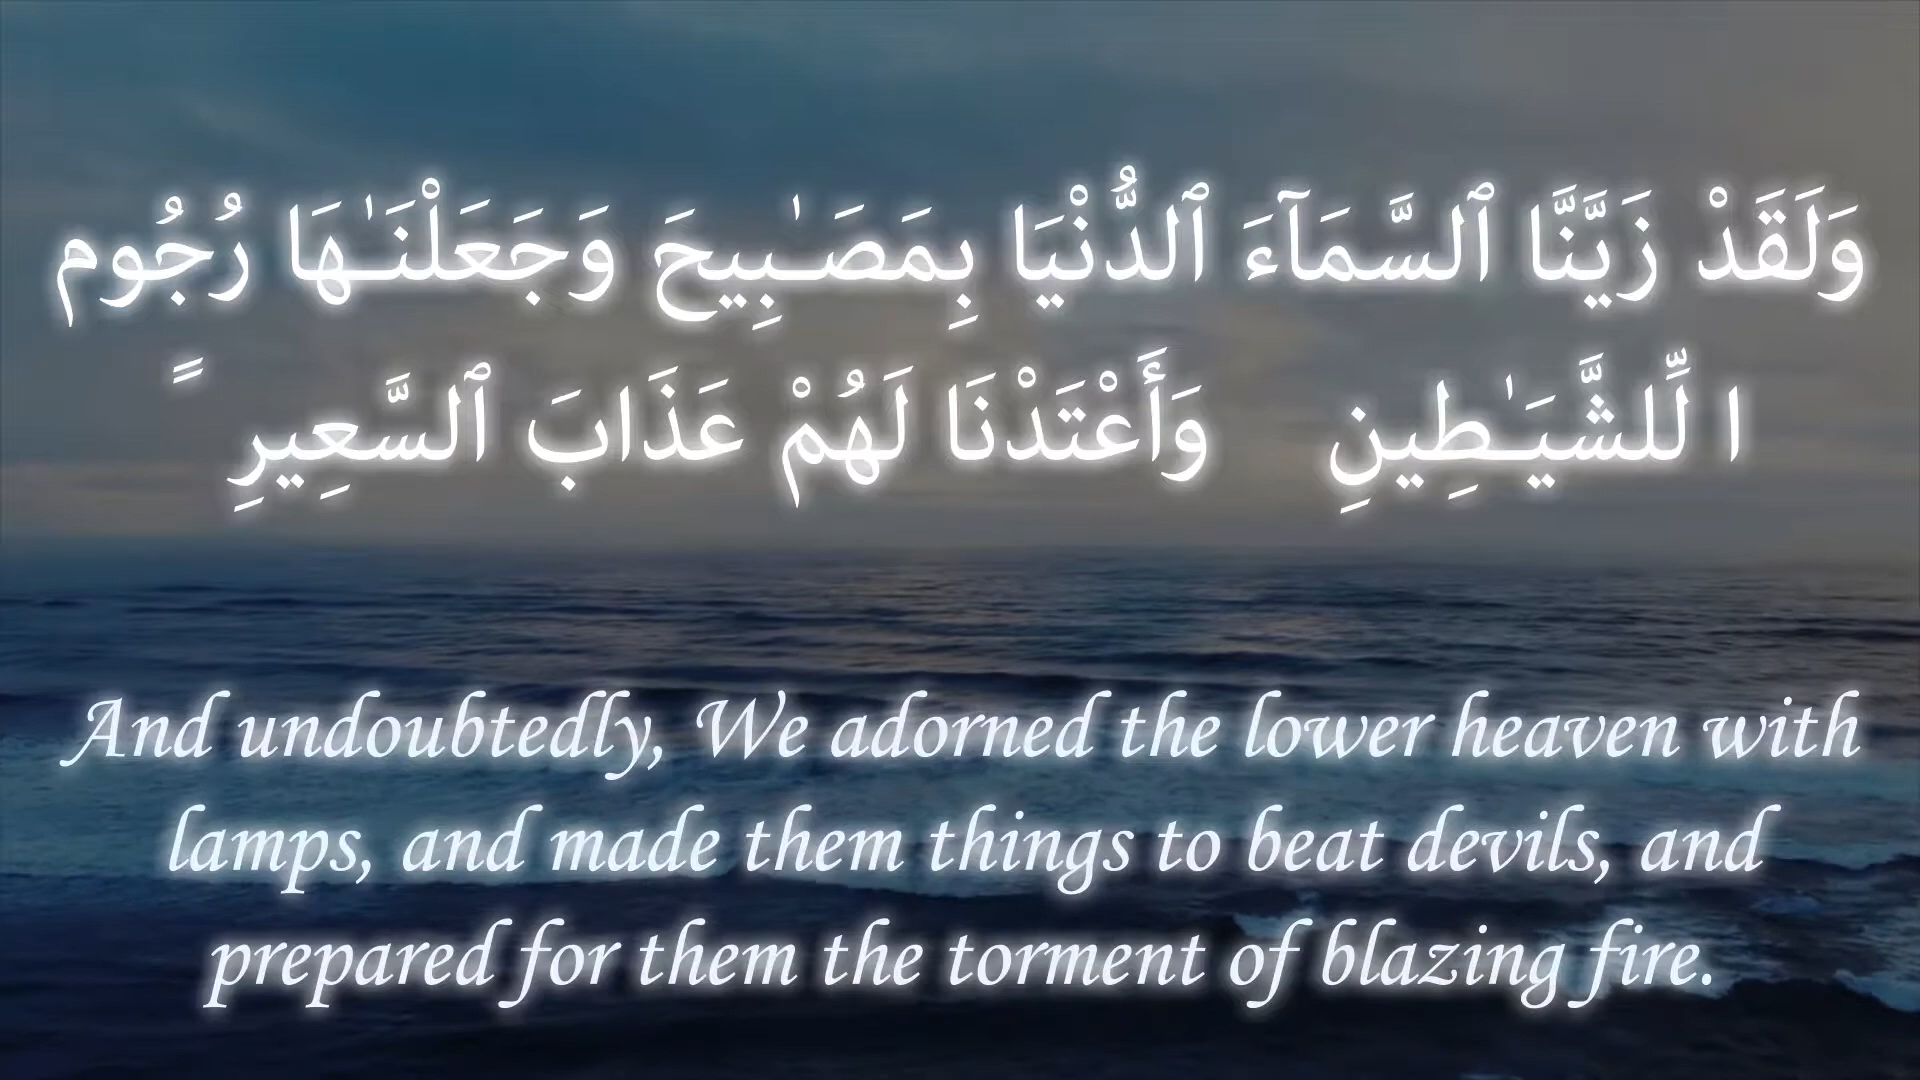 وَلَقَدْ زَيَّنَّا ٱلسَّمَآءَ ٱلدُّنْيَا بِمَصَـٰبِيحَ وَجَعَلْنَـٰهَا رُجُوم
ا لِّلشَّيَـٰطِينِ وَأَعْتَدْنَا لَهُمْ عَذَابَ ٱلسَّعِيرِ ً
And undoubtedly, We adorned the lower heaven with
lamps, and made them things to beat devils, and
prepared for them the torment of blazing fire.